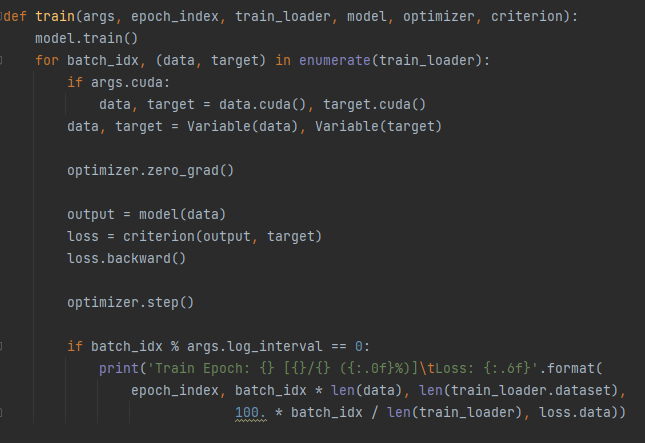 def train(args, epoch_index, train_loader, model, optimizer, criterion):
    model.train()
    for batch_idx, (data, target) in enumerate(train_loader):
        if args.cuda:
            data, target = data.cuda(), target.cuda()
        data, target = Variable(data), Variable(target)

        optimizer.zero_grad()

        output = model(data)
        loss = criterion(output, target)
        loss.backward()

        optimizer.step()

        if batch_idx % args.log_interval == 0:
            print('Train Epoch: {} [{}/{} ({:.0f}%)]\tLoss: {:.6f}'.format(
                epoch_index, batch_idx * len(data), len(train_loader.dataset),
                             100. * batch_idx / len(train_loader), loss.data))